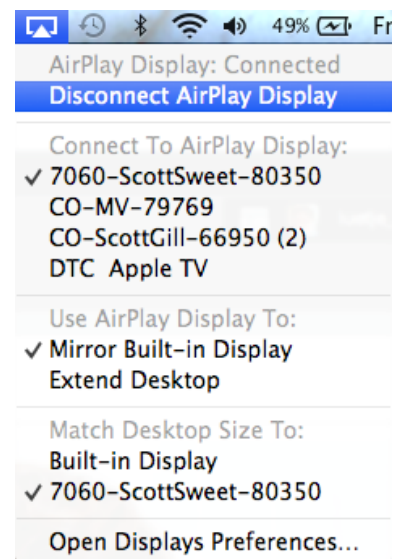 49% Fr
AirPlay Display: Connected
Disconnect AirPlay Display
Connect To AirPlay Display:
✓ 7060-ScottSweet-80350
CO-MV-79769
CO-ScottGill-66950 (2)
DTC Apple TV
Use AirPlay Display To:
✓ Mirror Built-in Display
Extend Desktop
Match Desktop Size To:
Built-in Display
✓ 7060-ScottSweet-80350
Open Displays Preferences...